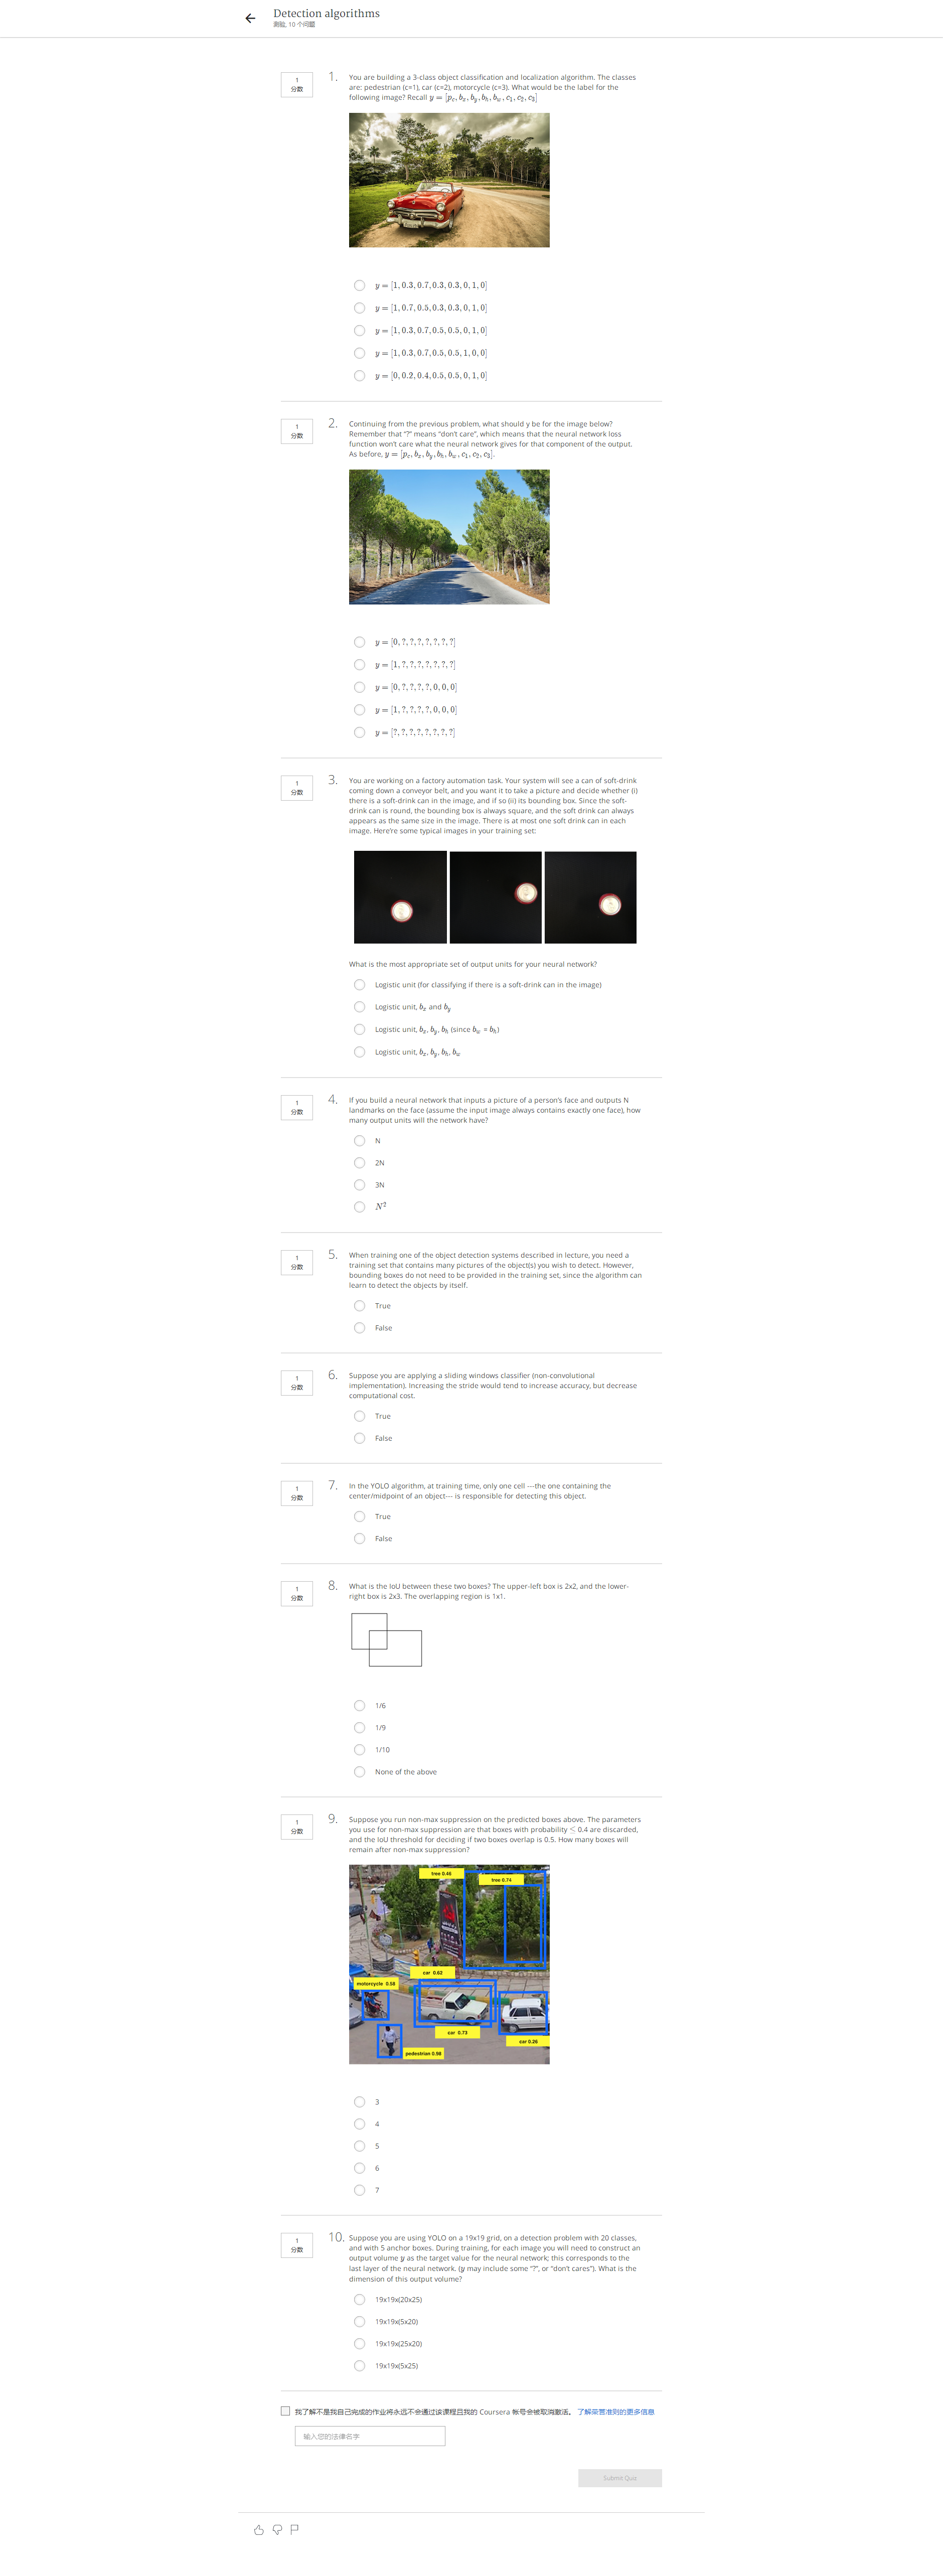 Detection algorithms
测验, 10 个问题
1
分数
1.
You are building a 3-class object classification and localization algorithm. The classes
are: pedestrian (c=1), car (c=2), motorcycle (c=3). What would be the label for the
following image? Recall y = [p_c, b_x, b_y, b_h, b_w, c_1, c_2, c_3]
y = [1, 0.3, 0.7, 0.3, 0.3, 0, 1, 0]
y = [1, 0.7, 0.5, 0.3, 0.3, 0, 1, 0]
y = [1, 0.3, 0.7, 0.5, 0.5, 0, 1, 0]
y = [1, 0.3, 0.7, 0.5, 0.5, 1, 0, 0]
y = [0, 0.2, 0.4, 0.5, 0.5, 0, 1, 0]
1
分数
2.
Continuing from the previous problem, what should y be for the image below?
Remember that “?” means “don’t care”, which means that the neural network loss
function won’t care what the neural network gives for that component of the output.
As before, y = [p_c, b_x, b_y, b_h, b_w, c_1, c_2, c_3].
y = [0, ?, ?, ?, ?, ?, ?, ?]
y = [1, ?, ?, ?, ?, ?, ?, ?]
y = [0, ?, ?, ?, ?, 0, 0, 0]
y = [1, ?, ?, ?, ?, 0, 0, 0]
y = [?, ?, ?, ?, ?, ?, ?, ?]
1
分数
3.
You are working on a factory automation task. Your system will see a can of soft-drink
coming down a conveyor belt, and you want it to take a picture and decide whether (i)
there is a soft-drink can in the image, and if so (ii) its bounding box. Since the soft-
drink can is round, the bounding box is always square, and the soft drink can always
appears as the same size in the image. There is at most one soft drink can in each
image. Here’re some typical images in your training set:
What is the most appropriate set of output units for your neural network?
Logistic unit (for classifying if there is a soft-drink can in the image)
Logistic unit, b_x and b_y
Logistic unit, b_x, b_y, b_h (since b_w = b_h)
Logistic unit, b_x, b_y, b_h, b_w
1
分数
4.
If you build a neural network that inputs a picture of a person’s face and outputs N
landmarks on the face (assume the input image always contains exactly one face), how
many output units will the network have?
N
2N
3N
N²
1
分数
5.
When training one of the object detection systems described in lecture, you need a
training set that contains many pictures of the object(s) you wish to detect. However,
bounding boxes do not need to be provided in the training set, since the algorithm can
learn to detect the objects by itself.
True
False
1
分数
6.
Suppose you are applying a sliding windows classifier (non-convolutional
implementation). Increasing the stride would tend to increase accuracy, but decrease
computational cost.
True
False
1
分数
7.
In the YOLO algorithm, at training time, only one cell ---the one containing the
center/midpoint of an object--- is responsible for detecting this object.
True
False
1
分数
8.
What is the IoU between these two boxes? The upper-left box is 2x2, and the lower-
right box is 2x3. The overlapping region is 1x1.
1/6
1/9
1/10
None of the above
1
分数
9.
Suppose you run non-max suppression on the predicted boxes above. The parameters
you use for non-max suppression are that boxes with probability ≤ 0.4 are discarded,
and the IoU threshold for deciding if two boxes overlap is 0.5. How many boxes will
remain after non-max suppression?
tree 0.46
tree 0.74
car 0.62
motorcycle 0.58
car 0.73
car 0.26
pedestrian 0.98
3
4
5
6
7
1
分数
10.
Suppose you are using YOLO on a 19x19 grid, on a detection problem with 20 classes,
and with 5 anchor boxes. During training, for each image you will need to construct an
output volume y as the target value for the neural network; this corresponds to the
last layer of the neural network. (y may include some “?”, or “don’t cares”). What is the
dimension of this output volume?
19x19x(20x25)
19x19x(5x20)
19x19x(25x20)
19x19x(5x25)
我了解不是我自己完成的作业将永远不会通过该课程且我的 Coursera 帐号会被取消激活。 了解荣誉准则的更多信息
输入您的法律名字
Submit Quiz